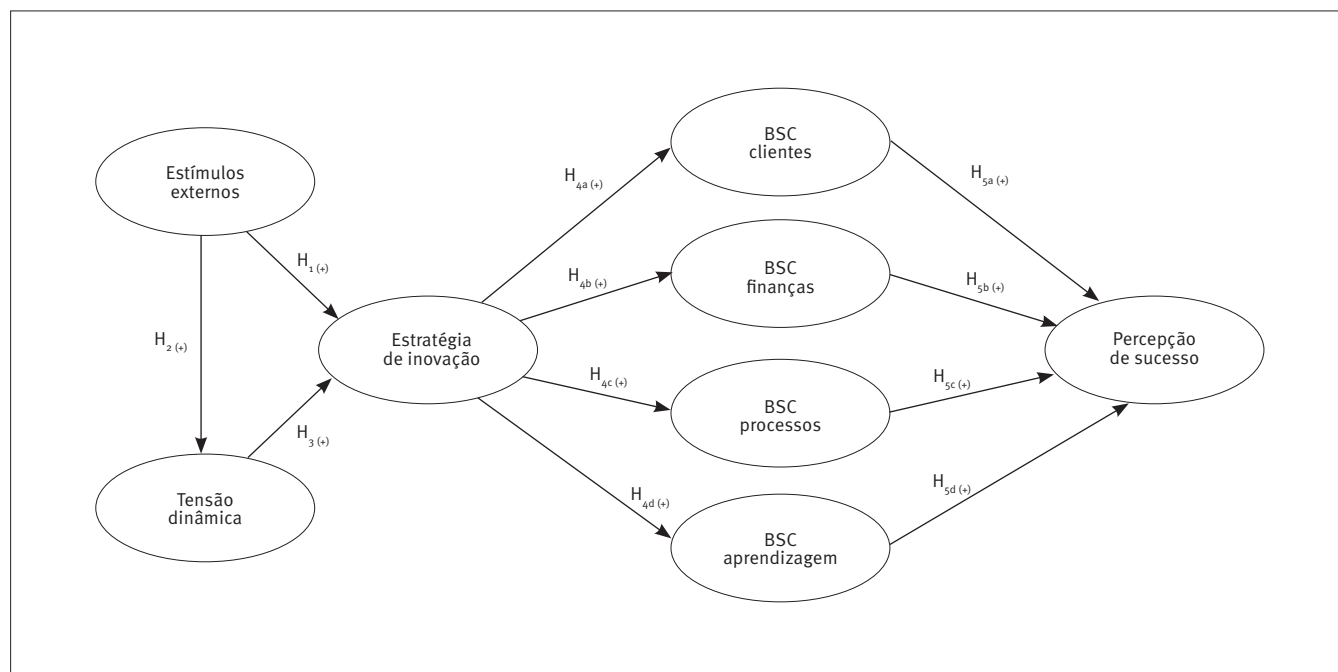 Estímulos
externos
H1 (+)
H2 (+)
H3 (+)
Tensão
dinâmica
Estratégia
de inovação
H4a (+)
H4b (+)
H4c (+)
H4d (+)
BSC
clientes
BSC
finanças
BSC
processos
BSC
aprendizagem
H5a (+)
H5b (+)
H5c (+)
H5d (+)
Percepção
de sucesso